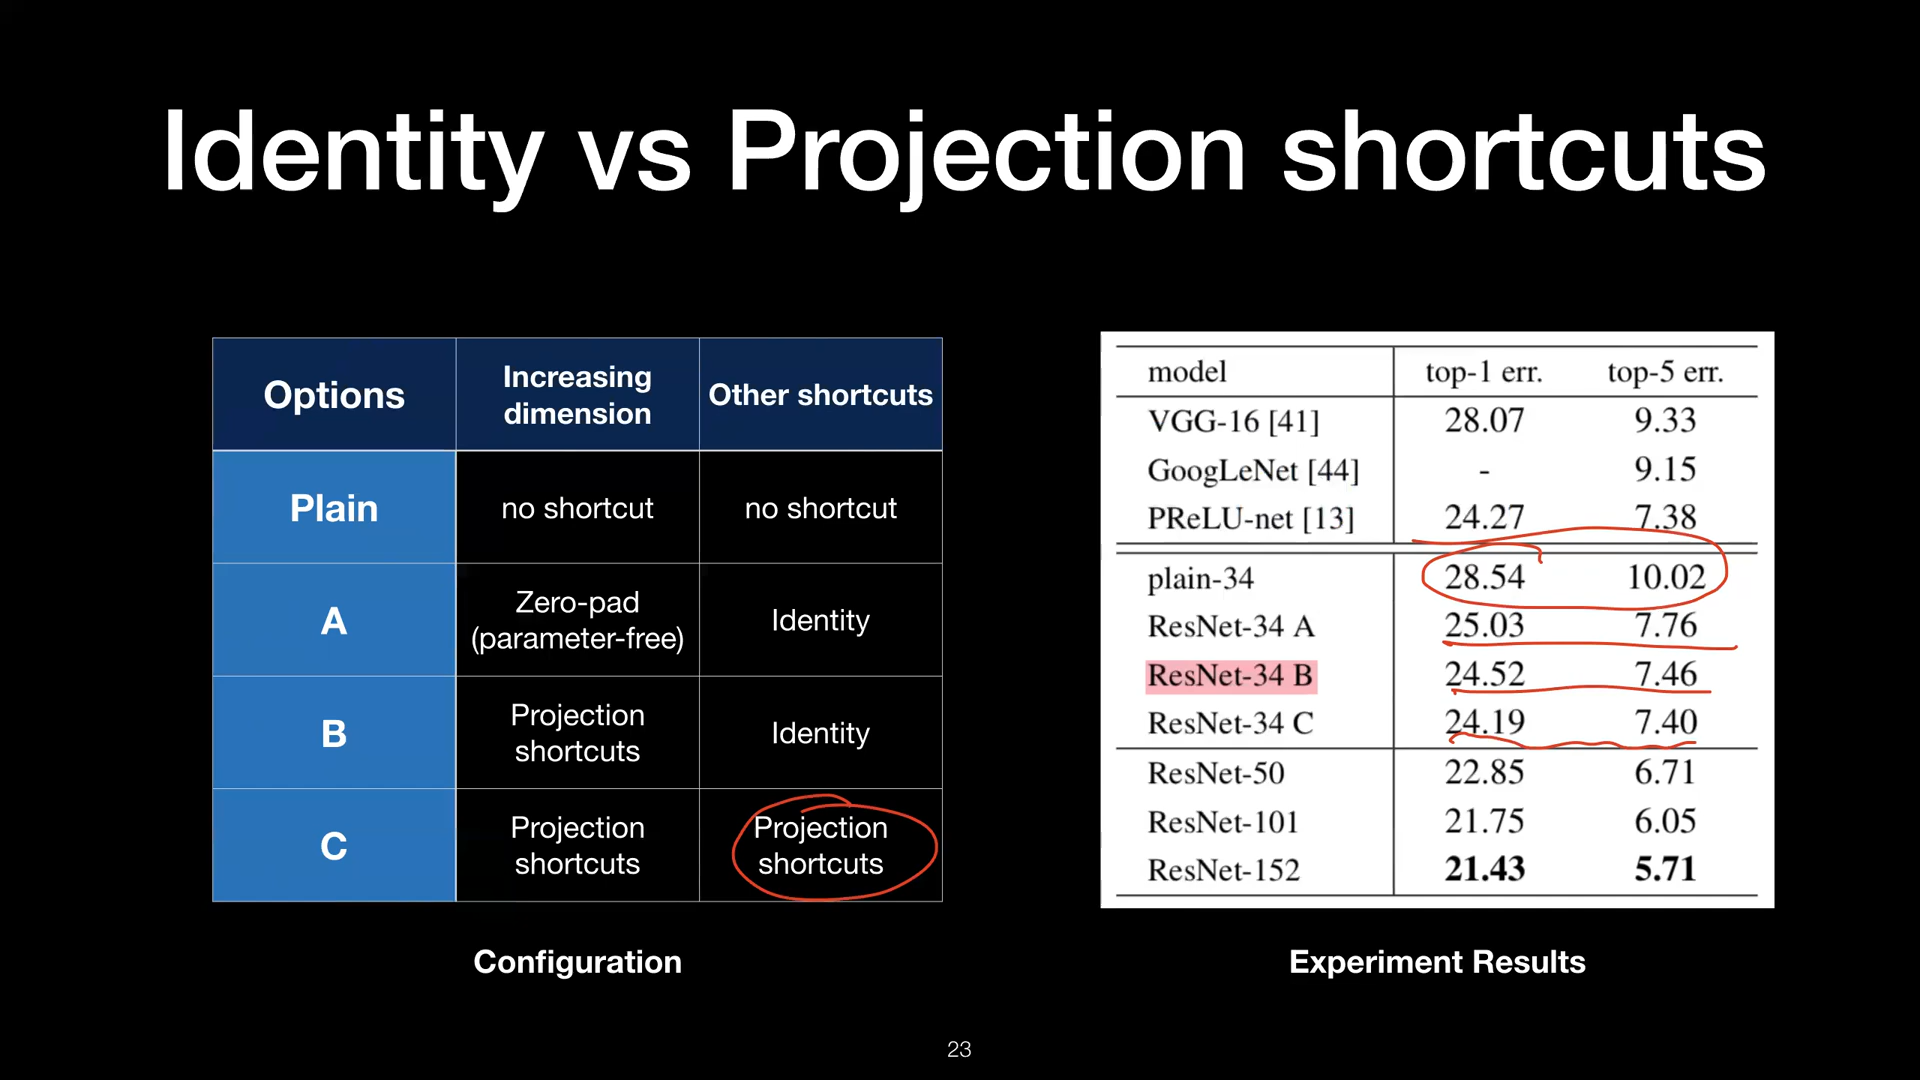 Identity vs Projection shortcuts
Options Increasing dimension Other shortcuts
Plain no shortcut no shortcut
A Zero-pad (parameter-free) Identity
B Projection shortcuts Identity
C Projection shortcuts Projection shortcuts
Configuration
model top-1 err. top-5 err.
VGG-16 [41] 28.07 9.33
GoogLeNet [44] - 9.15
PReLU-net [13] 24.27 7.38
plain-34 28.54 10.02
ResNet-34 A 25.03 7.76
ResNet-34 B 24.52 7.46
ResNet-34 C 24.19 7.40
ResNet-50 22.85 6.71
ResNet-101 21.75 6.05
ResNet-152 21.43 5.71
Experiment Results
23